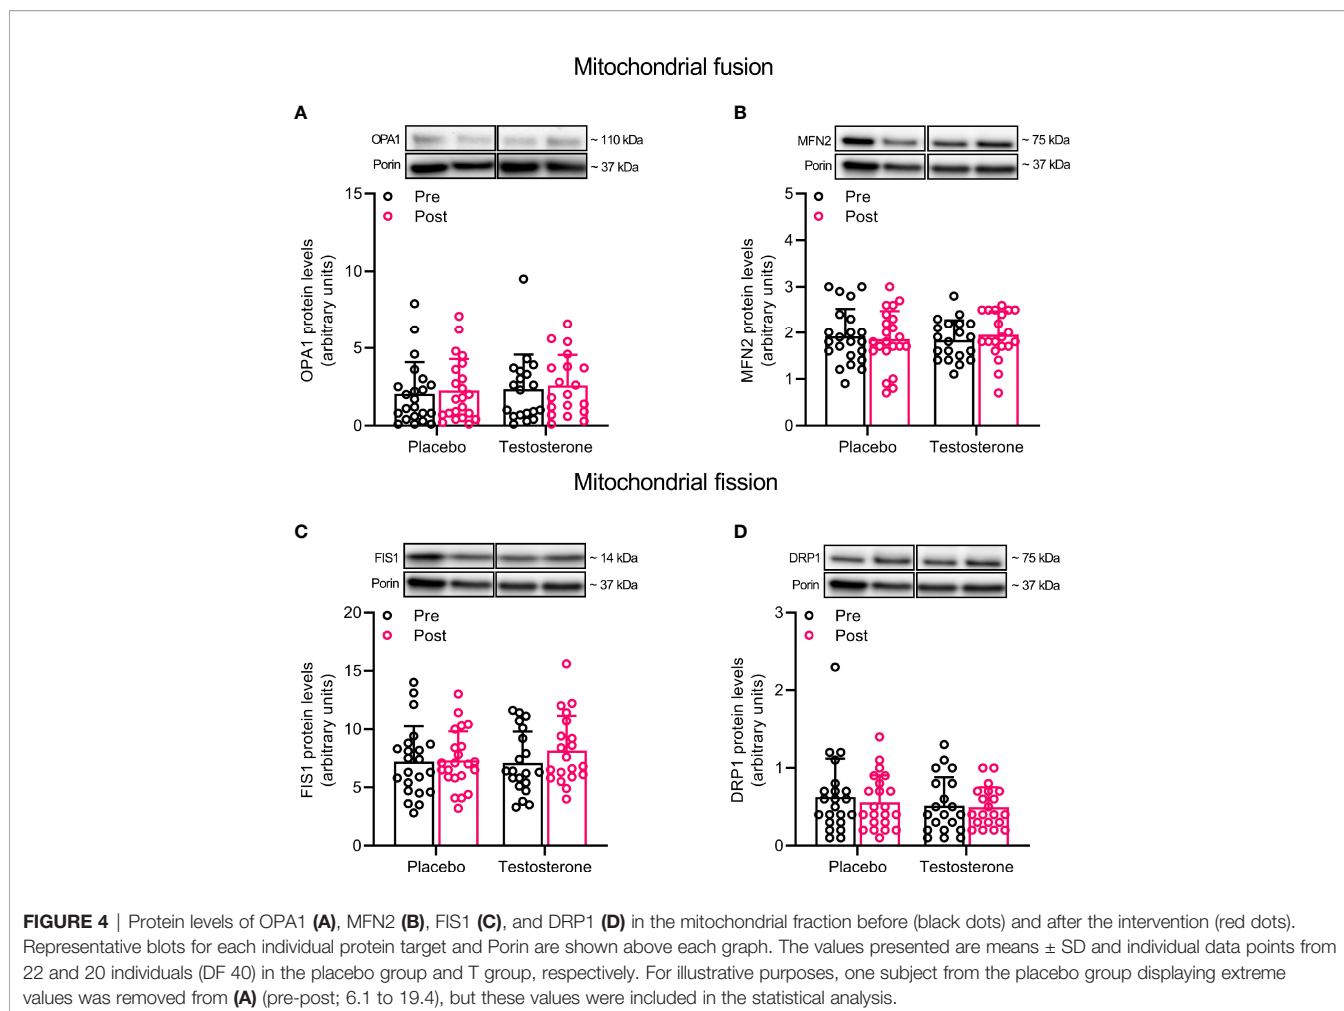 Mitochondrial fusion
A
OPA1
~ 110 kDa
Porin
~ 37 kDa
Pre
Post
15
10
5
0
OPA1 protein levels
(arbitrary units)
Placebo
Testosterone
B
MFN2
~ 75 kDa
Porin
~ 37 kDa
Pre
Post
5
4
3
2
1
0
MFN2 protein levels
(arbitrary units)
Placebo
Testosterone
Mitochondrial fission
C
FIS1
~ 14 kDa
Porin
~ 37 kDa
Pre
Post
20
15
10
5
0
FIS1 protein levels
(arbitrary units)
Placebo
Testosterone
D
DRP1
~ 75 kDa
Porin
~ 37 kDa
Pre
Post
3
2
1
0
DRP1 protein levels
(arbitrary units)
Placebo
Testosterone
FIGURE 4 | Protein levels of OPA1 (A), MFN2 (B), FIS1 (C), and DRP1 (D) in the mitochondrial fraction before (black dots) and after the intervention (red dots).
Representative blots for each individual protein target and Porin are shown above each graph. The values presented are means ± SD and individual data points from
22 and 20 individuals (DF 40) in the placebo group and T group, respectively. For illustrative purposes, one subject from the placebo group displaying extreme
values was removed from (A) (pre-post; 6.1 to 19.4), but these values were included in the statistical analysis.